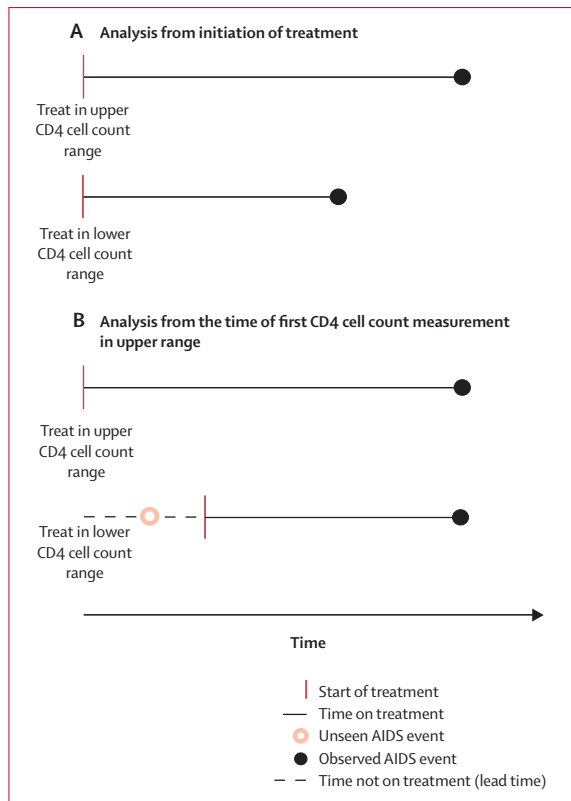 A Analysis from initiation of treatment
Treat in upper
CD4 cell count
range
Treat in lower
CD4 cell count
range
B Analysis from the time of first CD4 cell count measurement
in upper range
Treat in upper
CD4 cell count
range
Treat in lower
CD4 cell count
range
Time
Start of treatment
Time on treatment
Unseen AIDS event
Observed AIDS event
Time not on treatment (lead time)